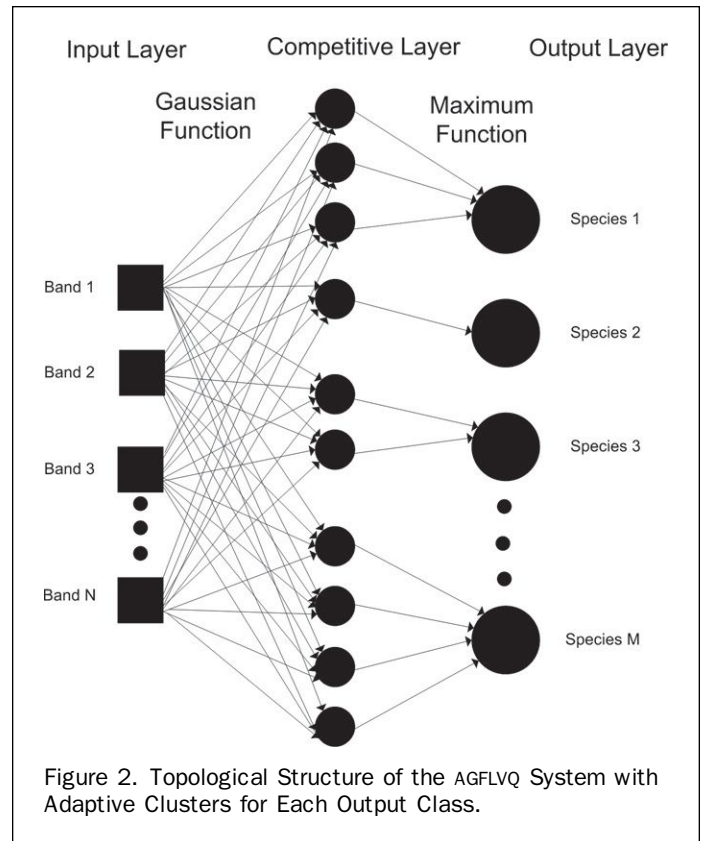 Input Layer
Competitive Layer
Output Layer
Gaussian
Function
Maximum
Function
Band 1
Band 2
Band 3
Band N
Species 1
Species 2
Species 3
Species M
Figure 2. Topological Structure of the AGFLVQ System with
Adaptive Clusters for Each Output Class.